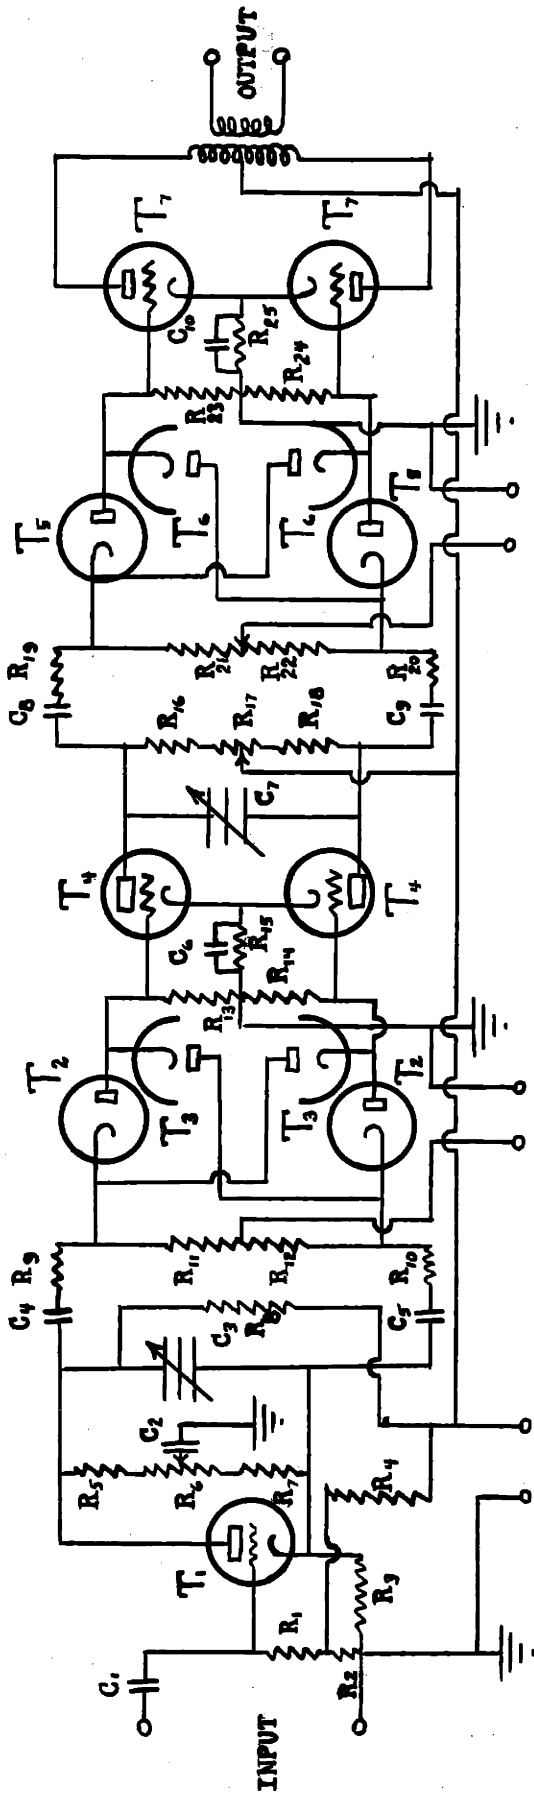 INPUT
C1
R1
R2
R3
T1
R4
R5
R6
R7
C2
C3
R8
C4
R9
C5
R10
R11
R12
T2
T3
T3
T2
R13
R14
C6
R15
T4
T4
C7
R16
R17
R18
C8
R19
C9
R20
R21
R22
T5
T6
T6
T5
R23
R24
C10
R25
T7
T7
OUTPUT